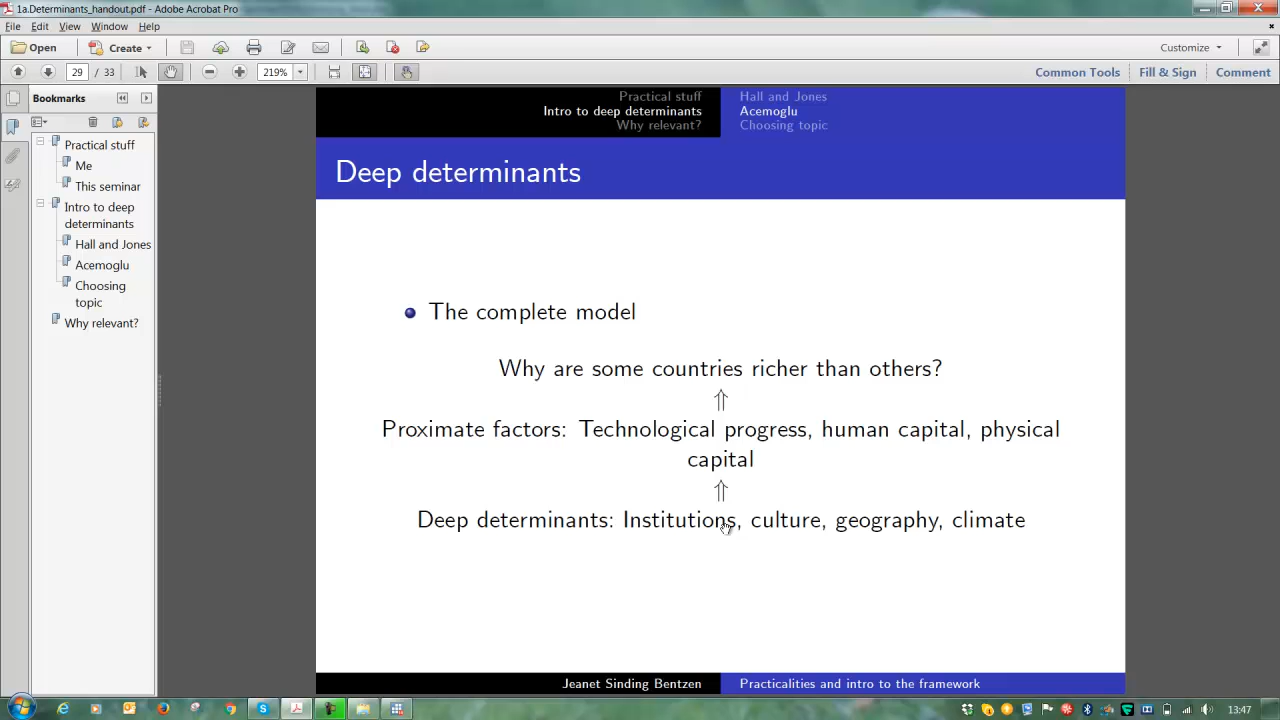 1a.Determinants_handout.pdf - Adobe Acrobat Pro
File Edit View Window Help
Open Create Customize
29 / 33 219% Common Tools Fill & Sign Comment
Bookmarks
Practical stuff
Me
This seminar
Intro to deep
determinants
Hall and Jones
Acemoglu
Choosing
topic
Why relevant?
Practical stuff
Intro to deep determinants
Why relevant?
Hall and Jones
Acemoglu
Choosing topic
Deep determinants
The complete model
Why are some countries richer than others?
⇑
Proximate factors: Technological progress, human capital, physical
capital
⇑
Deep determinants: Institutions, culture, geography, climate
Jeanet Sinding Bentzen Practicalities and intro to the framework
13:47